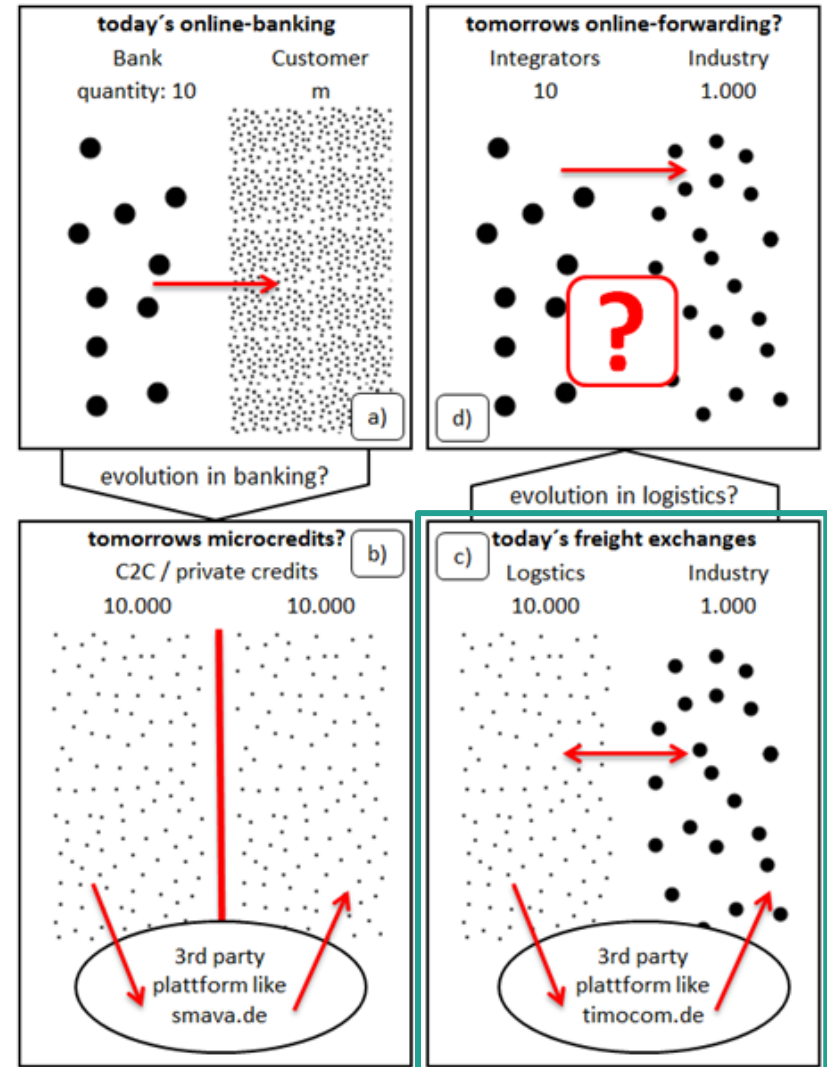 today´s online-banking
Bank Customer
quantity: 10 m
a)
tomorrows online-forwarding?
Integrators Industry
10 1.000
?
d)
evolution in banking?
evolution in logistics?
tomorrows microcredits?
b)
C2C / private credits
10.000 10.000
3rd party
plattform like
smava.de
c)
today´s freight exchanges
Logstics Industry
10.000 1.000
3rd party
plattform like
timocom.de